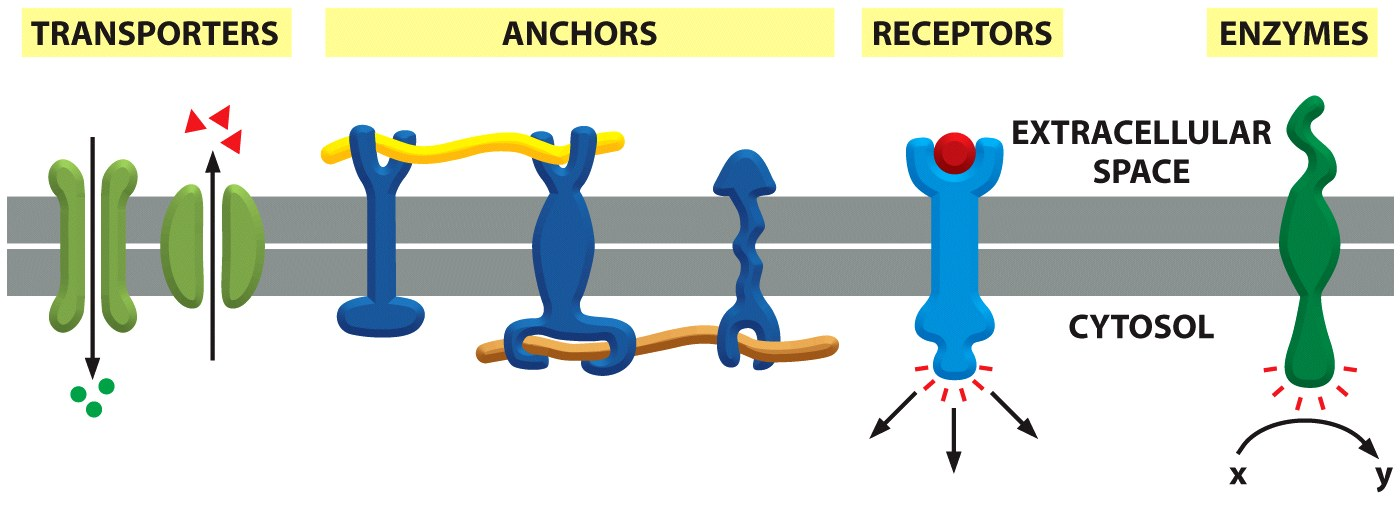 TRANSPORTERS
ANCHORS
RECEPTORS
ENZYMES
EXTRACELLULAR
SPACE
CYTOSOL
x
y